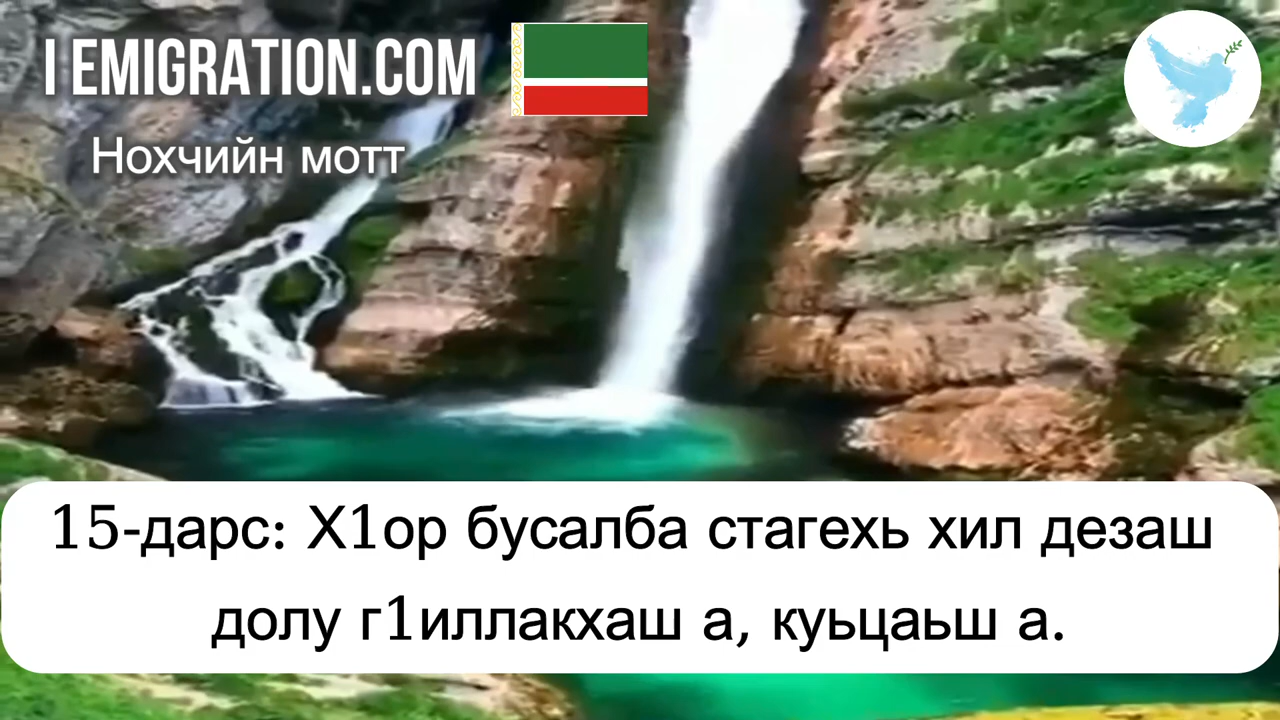 I EMIGRATION.COM
Нохчийн мотт
15-дарс: Х1ор бусалба стагехь хил дезаш
долу г1иллакхаш а, куьцаьш а.